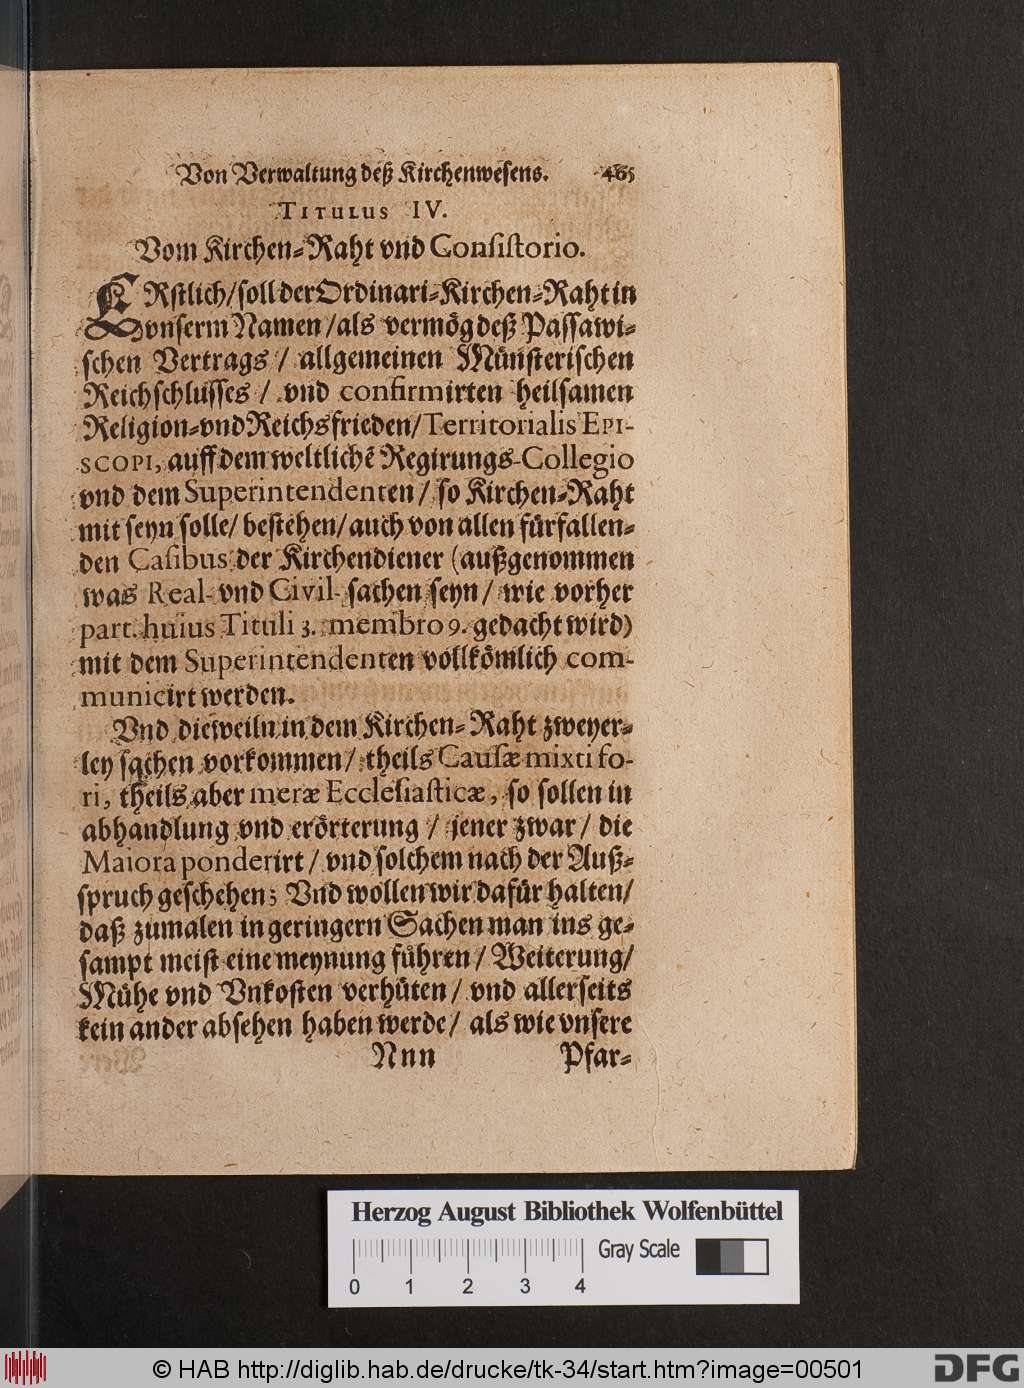 Von Verwaltung deß Kirchenwesens. 465
TITULUS IV.
Vom Kirchen-Raht vnd Consistorio.
ERstlich/ soll der Ordinari-Kirchen-Raht in
vnserm Namen/ als vermög deß Passawi-
schen Vertrags/ allgemeinen Münsterischen
Reichschlusses/ vnd confirmirten heilsamen
Religion-vnd Reichsfrieden/ Territorialis EPI-
SCOPI, auff dem weltlichẽ Regirungs-Collegio
vnd dem Superintendenten/ so Kirchen-Raht
mit seyn solle/ bestehen/ auch von allen fürfallen-
den Casibus der Kirchendiener (außgenommen
was Real- vnd Civil- sachen seyn/ wie vorher
part. huius Tituli 3. membro 9. gedacht wird)
mit dem Superintendenten vollkömlich com-
municirt werden.
Vnd dieweiln in dem Kirchen-Raht zweyer-
ley sachen vorkommen/ theils Causæ mixti fo-
ri, theils aber meræ Ecclesiasticæ, so sollen in
abhandlung vnd erörterung/ jener zwar/ die
Maiora ponderirt/ vnd solchem nach der Auß-
spruch geschehen; Vnd wollen wir dafür halten/
daß zumalen in geringern Sachen man ins ge-
sampt meist eine meynung führen/ Weiterung/
Mühe vnd Vnkosten verhüten/ vnd allerseits
kein ander absehen haben werde/ als wie vnsere
Nnn Pfar-
Herzog August Bibliothek Wolfenbüttel
Gray Scale
0 1 2 3 4
© HAB http://diglib.hab.de/drucke/tk-34/start.htm?image=00501
DFG